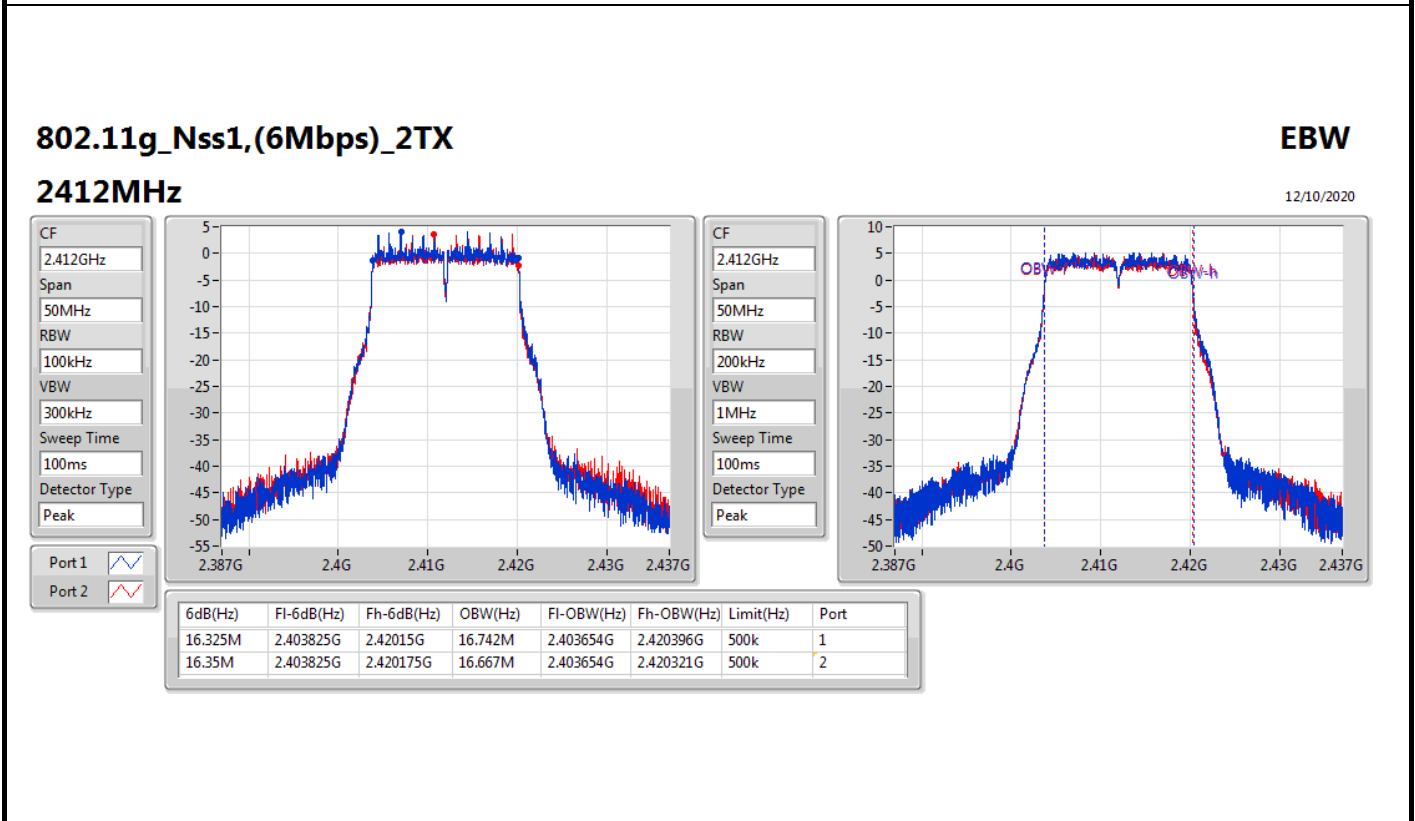 802.11g_Nss1,(6Mbps)_2TX
EBW
2412MHz
12/10/2020
CF
2.412GHz
Span
50MHz
RBW
100kHz
VBW
300kHz
Sweep Time
100ms
Detector Type
Peak
Port 1
Port 2
5
0
-5
-10
-15
-20
-25
-30
-35
-40
-45
-50
-55
2.387G 2.4G 2.41G 2.42G 2.43G 2.437G
CF
2.412GHz
Span
50MHz
RBW
200kHz
VBW
1MHz
Sweep Time
100ms
Detector Type
Peak
10
5
0
-5
-10
-15
-20
-25
-30
-35
-40
-45
-50
OBW-h
2.387G 2.4G 2.41G 2.42G 2.43G 2.437G
6dB(Hz) Fl-6dB(Hz) Fh-6dB(Hz) OBW(Hz) Fl-OBW(Hz) Fh-OBW(Hz) Limit(Hz) Port
16.325M 2.403825G 2.42015G 16.742M 2.403654G 2.420396G 500k 1
16.35M 2.403825G 2.420175G 16.667M 2.403654G 2.420321G 500k 2